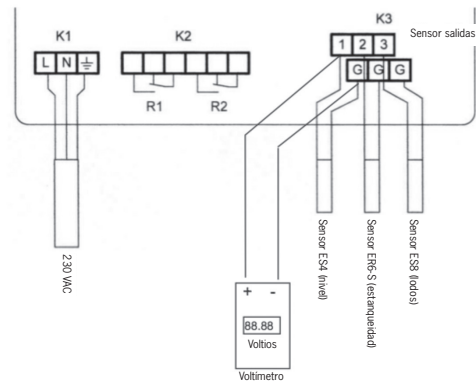 K1
K2
K3
Sensor salidas
L N
1 2 3
G G G
R1 R2
230 VAC
Sensor ES4 (nivel)
Sensor ER6-S (estanqueidad)
Sensor ES8 (lodos)
+ -
88.88
Voltios
Voltímetro